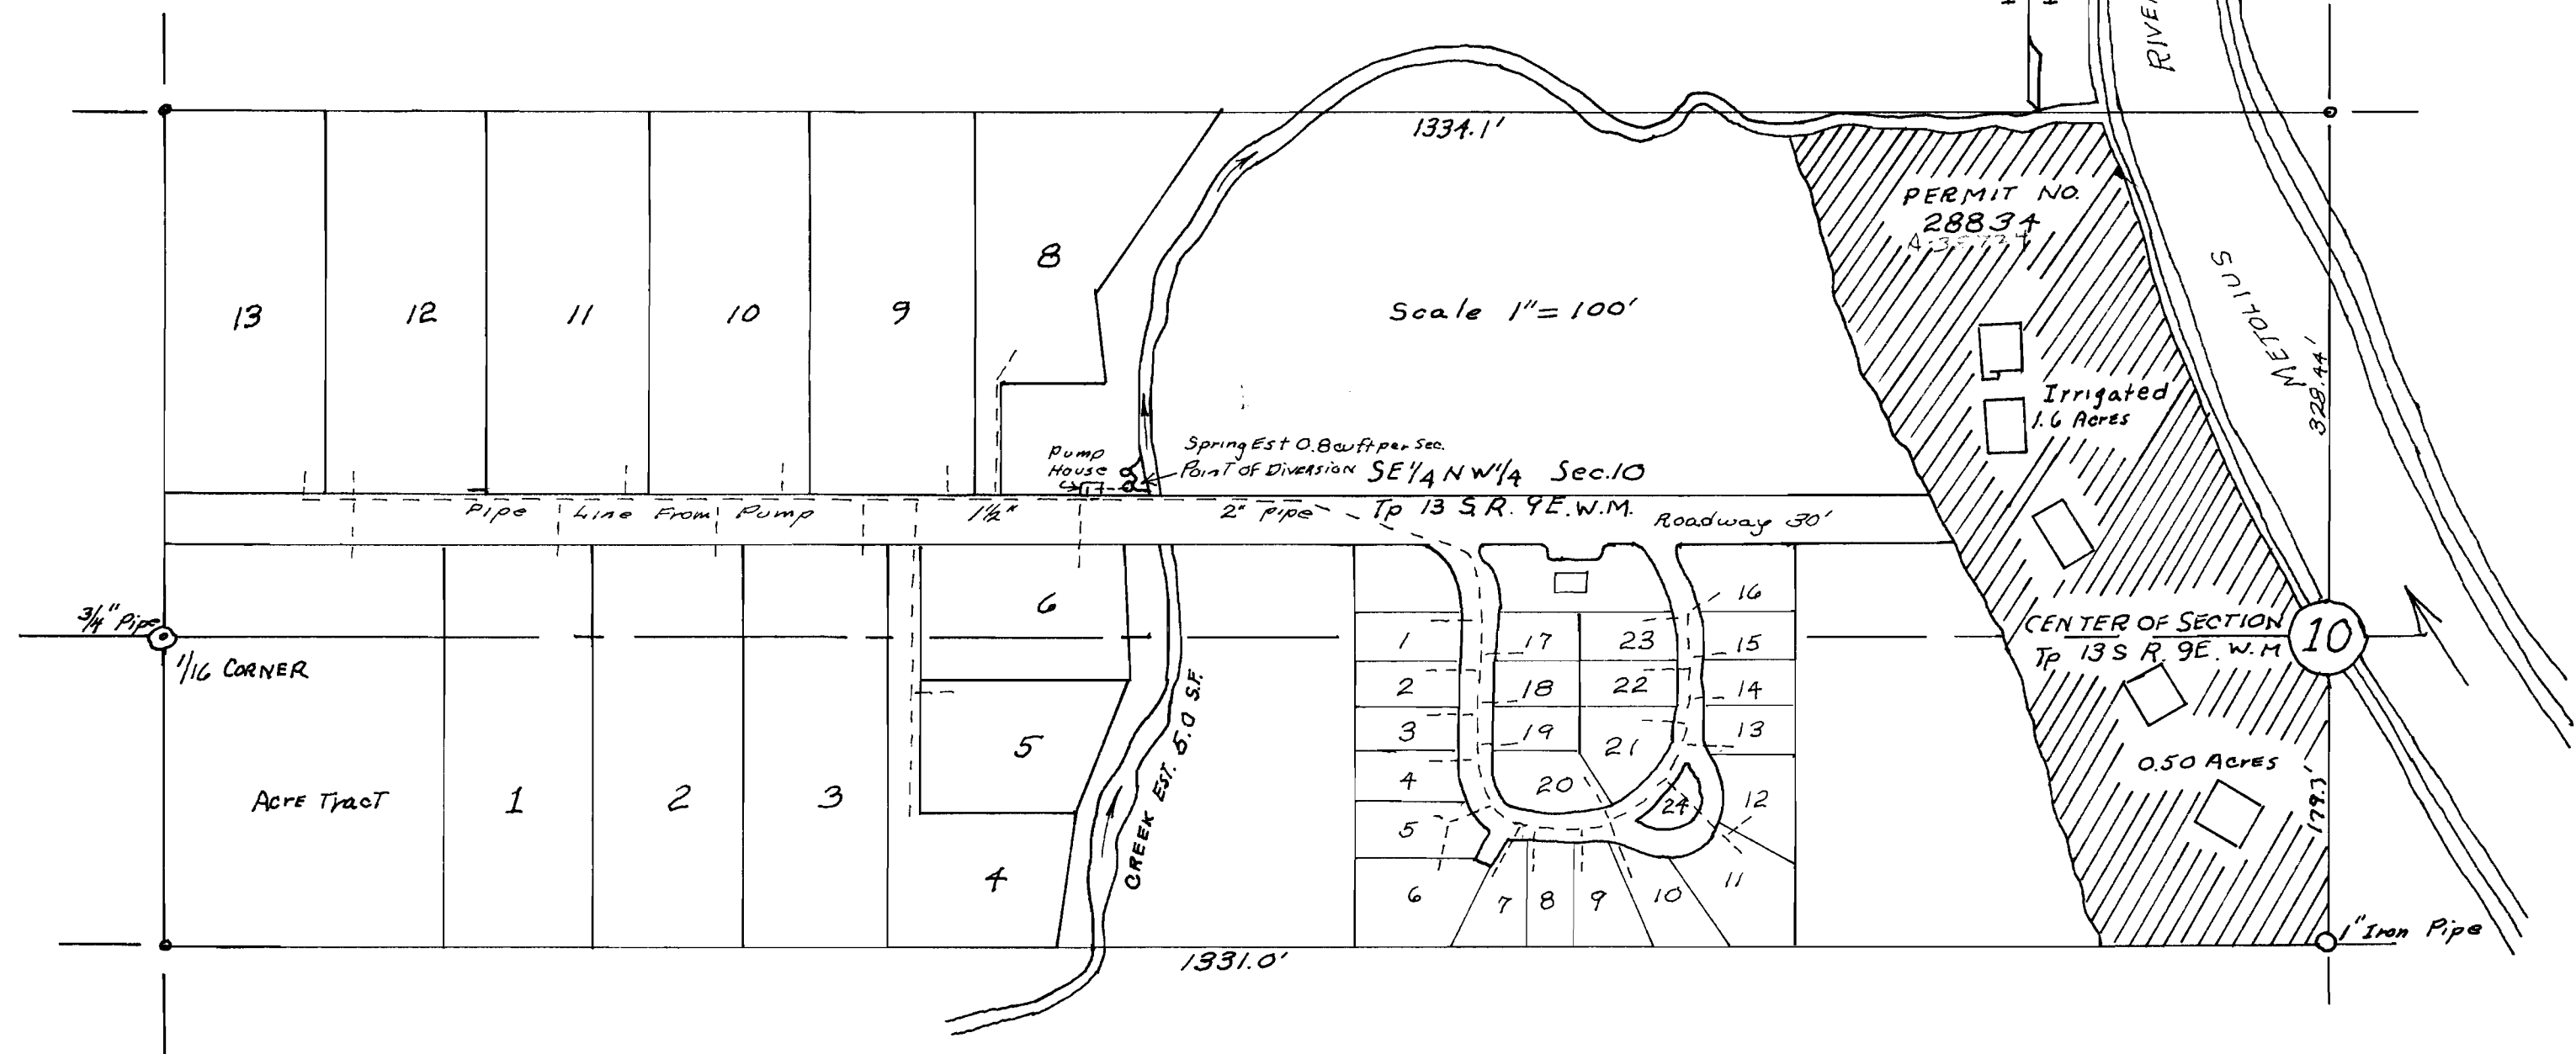 RIVER
1334.1'
PERMIT NO.
28834
8
13
12
11
10
9
Scale 1"=100'
METOLIUS
328.44'
Irrigated
1.6 Acres
Pump
House
Spring Est 0.8 cu ft per Sec.
Point OF Diversion
SE 1/4 NW 1/4 Sec.10
Tp 13 S. R. 9E. W.M.
Pipe Line From Pump
1½"
2" Pipe
Roadway 30'
3/4" Pipe
1/16 CORNER
6
16
1
17
23
15
2
18
22
14
3
19
21
13
4
20
24
12
5
6
7
8
9
10
11
CENTER OF SECTION
Tp 13 S R. 9E. W.M
10
5
Acre Tract
1
2
3
4
CREEK EST. 5.0 S.F.
0.50 Acres
179.3'
1" Iron Pipe
1331.0'